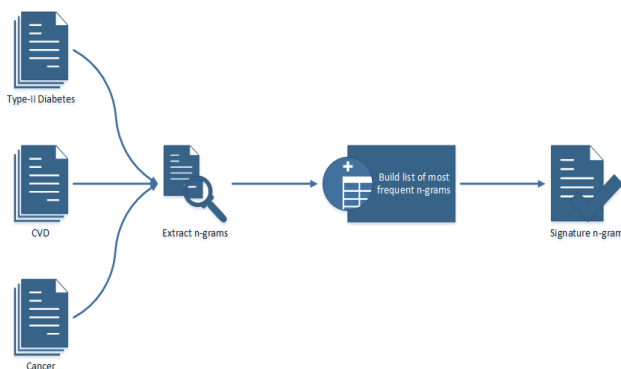 Type-II Diabetes
CVD
Cancer
Extract n-grams
Build list of most
frequent n-grams
Signature n-gram